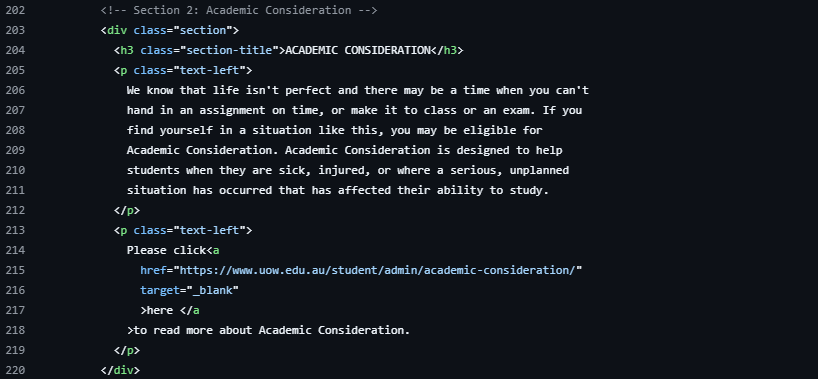 202 <!-- Section 2: Academic Consideration -->
203 <div class="section">
204 <h3 class="section-title">ACADEMIC CONSIDERATION</h3>
205 <p class="text-left">
206 We know that life isn't perfect and there may be a time when you can't
207 hand in an assignment on time, or make it to class or an exam. If you
208 find yourself in a situation like this, you may be eligible for
209 Academic Consideration. Academic Consideration is designed to help
210 students when they are sick, injured, or where a serious, unplanned
211 situation has occurred that has affected their ability to study.
212 </p>
213 <p class="text-left">
214 Please click<a
215 href="https://www.uow.edu.au/student/admin/academic-consideration/"
216 target="_blank"
217 >here </a
218 >to read more about Academic Consideration.
219 </p>
220 </div>